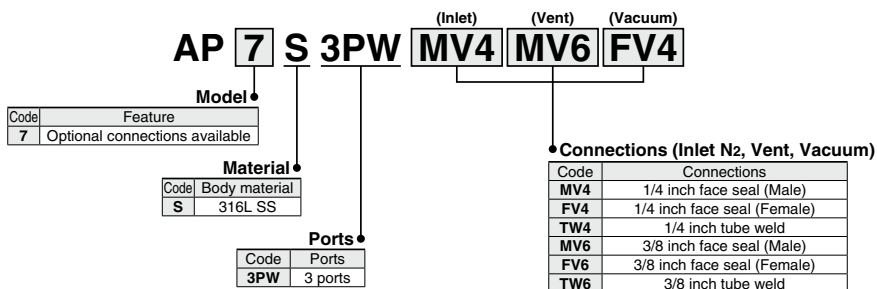 (Inlet) (Vent) (Vacuum)
AP 7 S 3PW MV4 MV6 FV4
Model
Code Feature
7 Optional connections available
Material
Code Body material
S 316L SS
Ports
Code Ports
3PW 3 ports
Connections (Inlet N2, Vent, Vacuum)
Code Connections
MV4 1/4 inch face seal (Male)
FV4 1/4 inch face seal (Female)
TW4 1/4 inch tube weld
MV6 3/8 inch face seal (Male)
FV6 3/8 inch face seal (Female)
TW6 3/8 inch tube weld